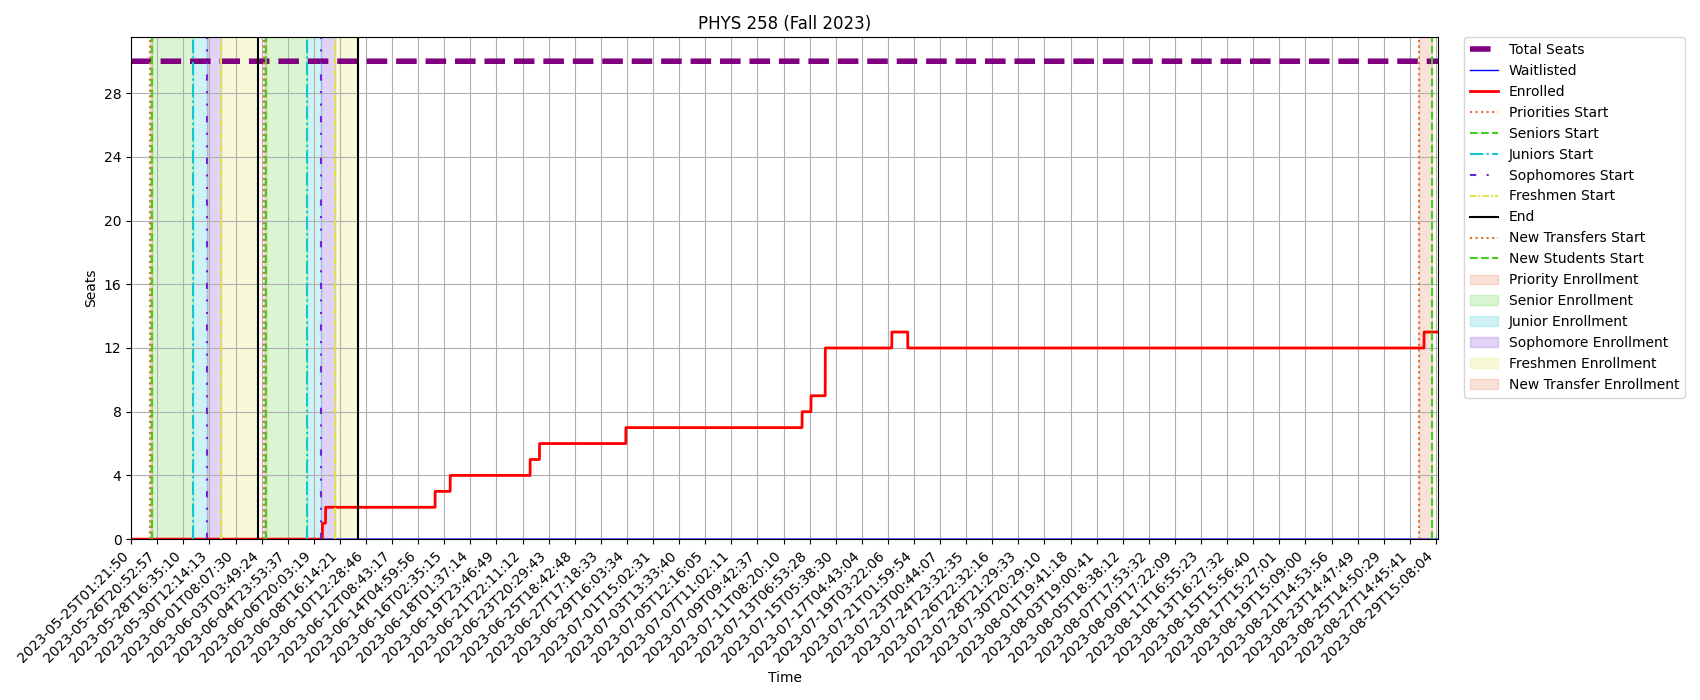 PHYS 258 (Fall 2023)
Seats
28
24
20
16
12
8
4
0
2023-05-25T01:21:50
2023-05-26T20:52:57
2023-05-28T16:35:10
2023-05-30T12:14:13
2023-06-01T08:07:30
2023-06-03T03:49:24
2023-06-04T23:53:37
2023-06-06T20:03:19
2023-06-08T16:14:21
2023-06-10T12:28:46
2023-06-12T08:43:17
2023-06-14T04:59:56
2023-06-16T02:35:15
2023-06-18T01:37:14
2023-06-19T23:46:49
2023-06-21T22:11:12
2023-06-23T20:29:43
2023-06-25T18:42:48
2023-06-27T17:18:33
2023-06-29T16:03:34
2023-07-01T15:02:31
2023-07-03T13:33:40
2023-07-05T12:16:05
2023-07-07T11:02:11
2023-07-09T09:42:37
2023-07-11T08:20:10
2023-07-13T06:53:28
2023-07-15T05:38:30
2023-07-17T04:43:04
2023-07-19T03:22:06
2023-07-21T01:59:54
2023-07-23T00:44:07
2023-07-24T23:32:35
2023-07-26T22:32:16
2023-07-28T21:29:33
2023-07-30T20:29:10
2023-08-01T19:41:18
2023-08-03T19:00:41
2023-08-05T18:38:12
2023-08-07T17:53:32
2023-08-09T17:22:09
2023-08-11T16:55:23
2023-08-13T16:27:32
2023-08-15T15:56:40
2023-08-17T15:27:01
2023-08-19T15:09:00
2023-08-21T14:53:56
2023-08-23T14:47:49
2023-08-25T14:50:29
2023-08-27T14:45:41
2023-08-29T15:08:04
Time
Total Seats
Waitlisted
Enrolled
Priorities Start
Seniors Start
Juniors Start
Sophomores Start
Freshmen Start
End
New Transfers Start
New Students Start
Priority Enrollment
Senior Enrollment
Junior Enrollment
Sophomore Enrollment
Freshmen Enrollment
New Transfer Enrollment